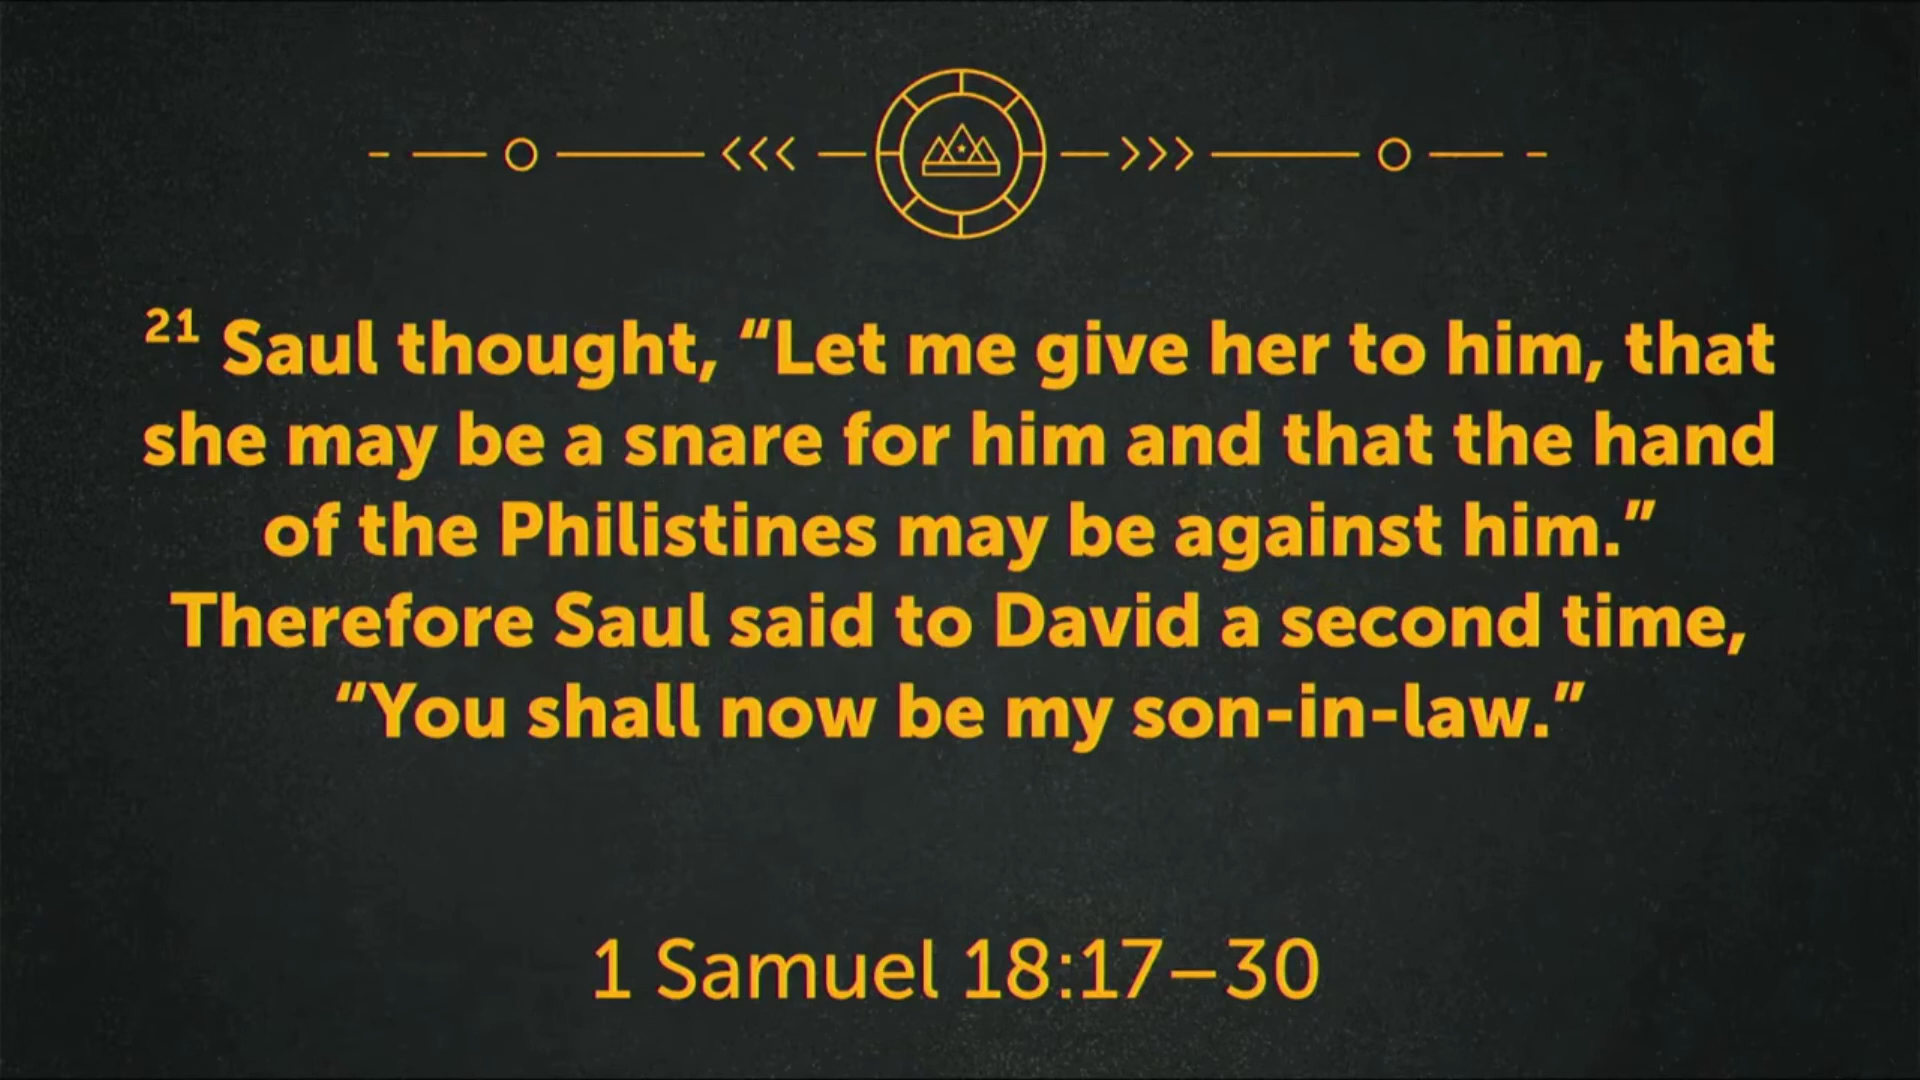 21 Saul thought, “Let me give her to him, that
she may be a snare for him and that the hand
of the Philistines may be against him.”
Therefore Saul said to David a second time,
“You shall now be my son-in-law.”
1 Samuel 18:17–30